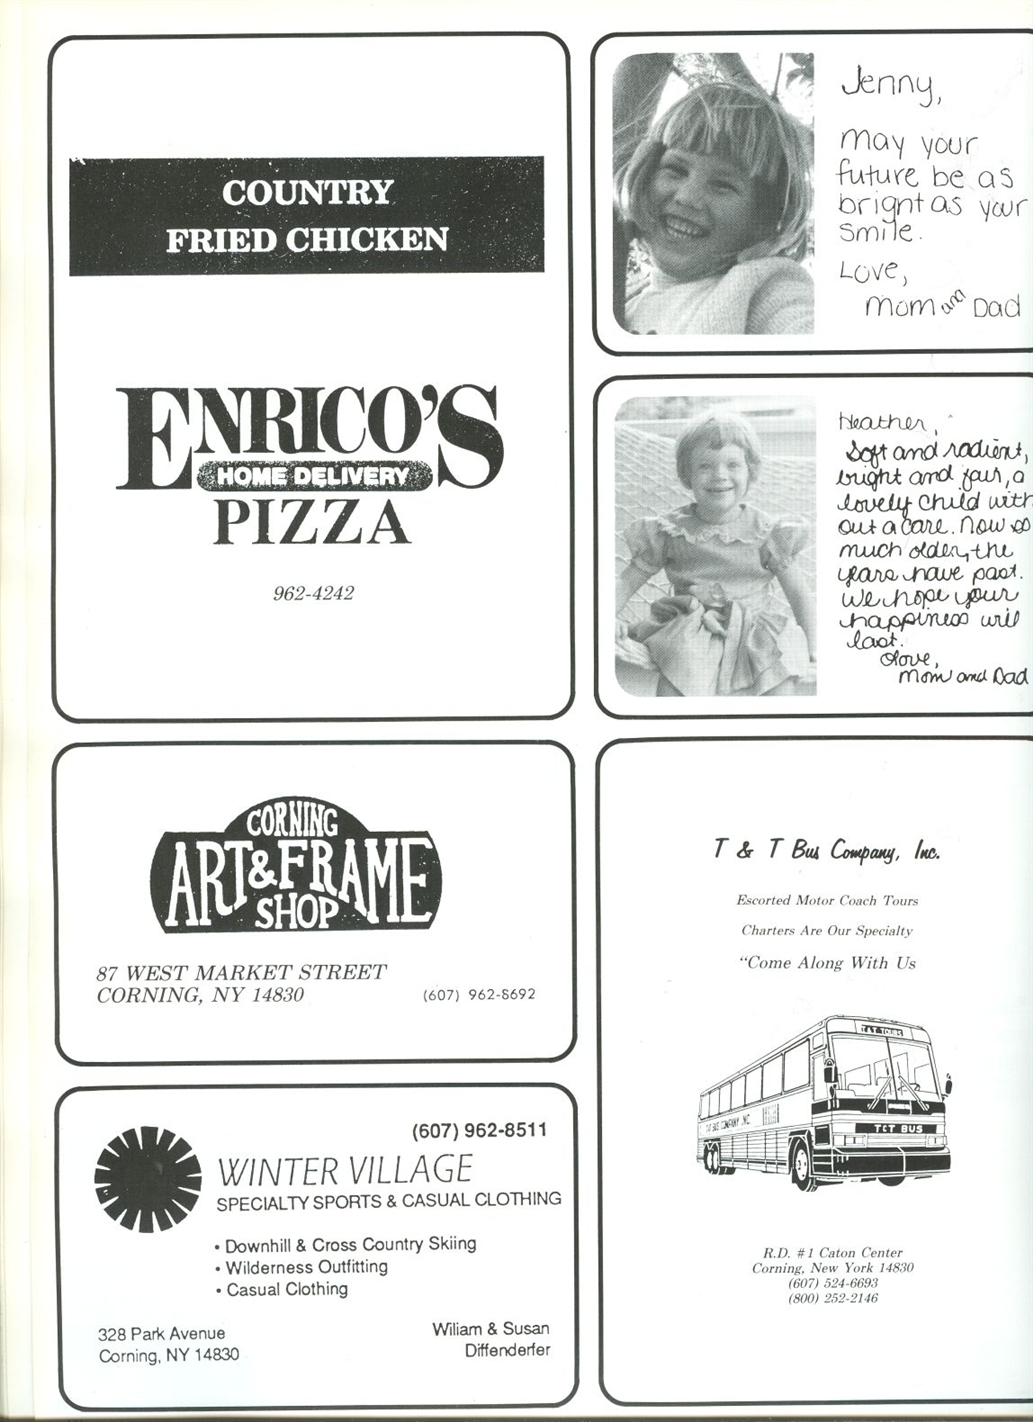 COUNTRY
FRIED CHICKEN
ENRICO'S
HOME DELIVERY
PIZZA
962-4242
Jenny,
may your
future be as
bright as your
smile.
Love,
Mom and Dad
Heather,
Soft and radient,
bright and fair, a
lovely child with
out a care. Now so
much older, the
years have past.
We hope your
happiness will
last.
Love,
Mom and Dad
CORNING
ART & FRAME
SHOP
87 WEST MARKET STREET
CORNING, NY 14830
(607) 962-8692
T & T Bus Company, Inc.
Escorted Motor Coach Tours
Charters Are Our Specialty
"Come Along With Us
T&T TOURS
T&T BUS COMPANY INC.
T&T BUS
R.D. #1 Caton Center
Corning, New York 14830
(607) 524-6693
(800) 252-2146
(607) 962-8511
WINTER VILLAGE
SPECIALTY SPORTS & CASUAL CLOTHING
• Downhill & Cross Country Skiing
• Wilderness Outfitting
• Casual Clothing
328 Park Avenue
Corning, NY 14830
Wiliam & Susan
Diffenderfer